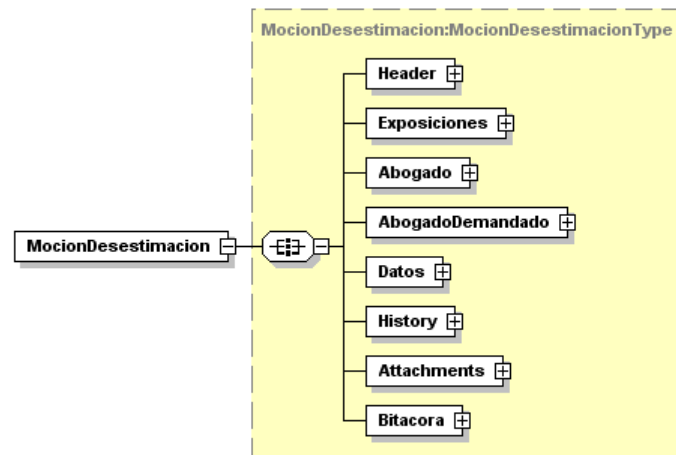 MocionDesestimacion:MocionDesestimacionType
Header
Exposiciones
Abogado
AbogadoDemandado
MocionDesestimacion
Datos
History
Attachments
Bitacora